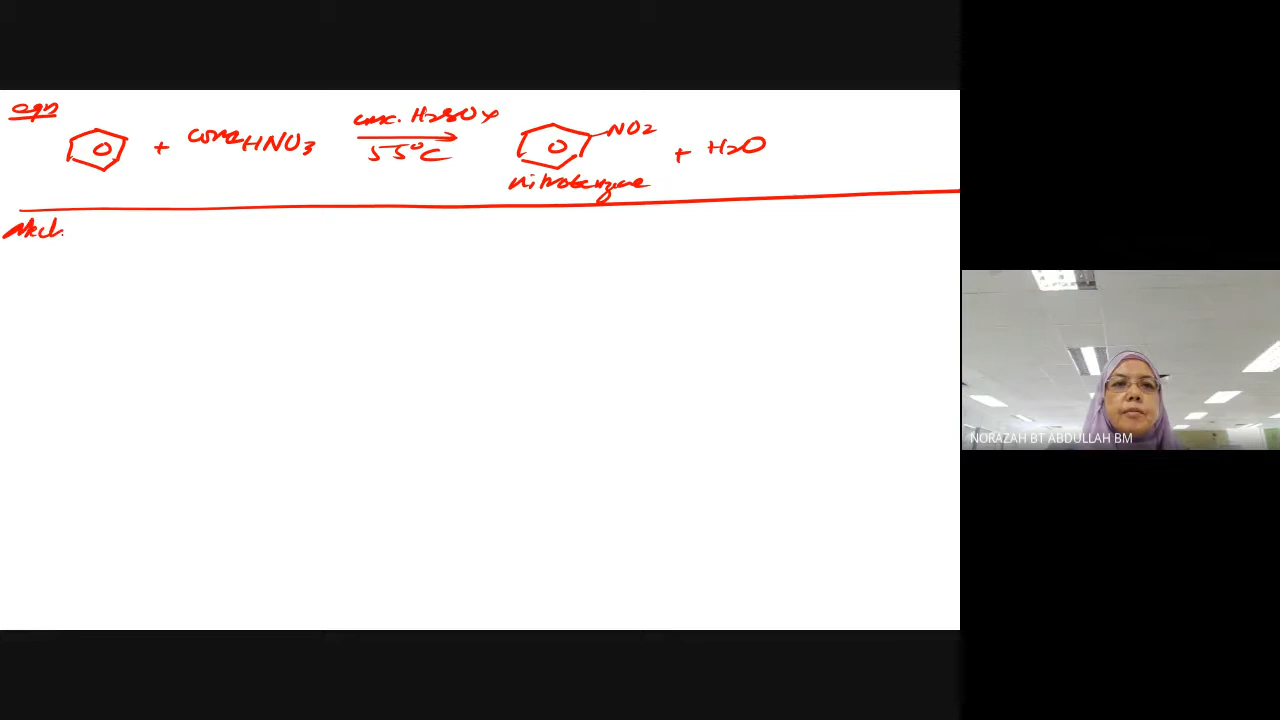 eqn
conc. H2SO4
+ conc HNO3
55°C
NO2
+ H2O
nitrobenzene
Mech.
NORAZAH BT ABDULLAH BM